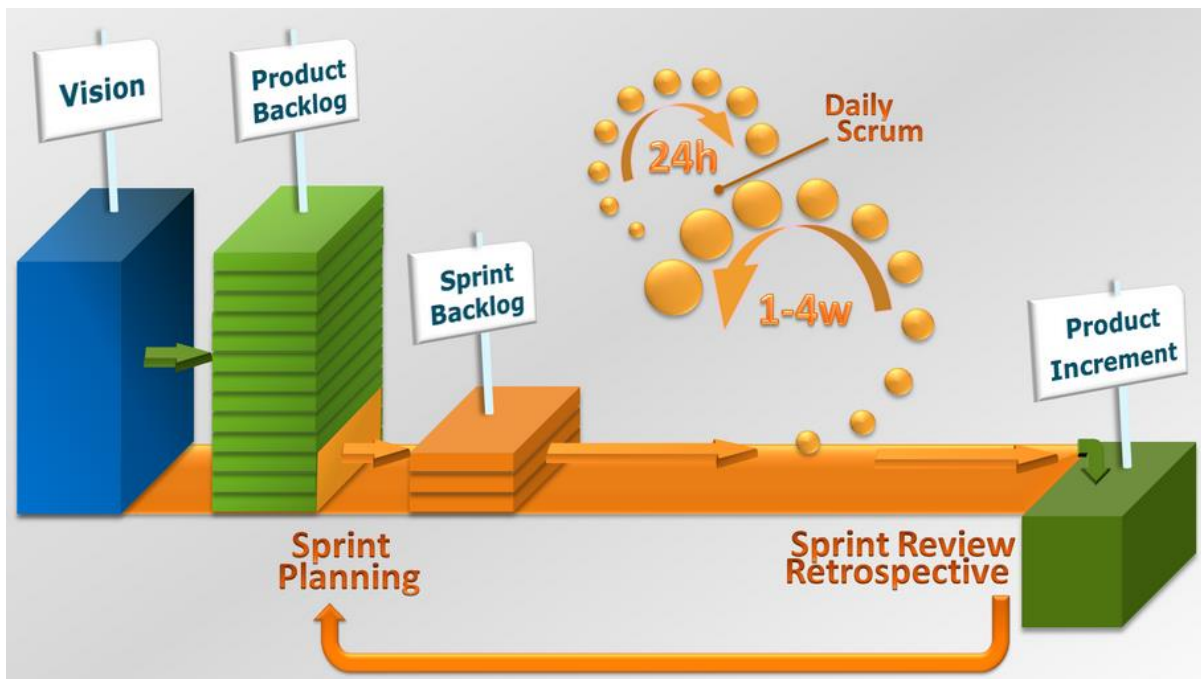 Vision
Product
Backlog
Sprint
Backlog
24h
Daily
Scrum
1-4w
Product
Increment
Sprint
Planning
Sprint Review
Retrospective